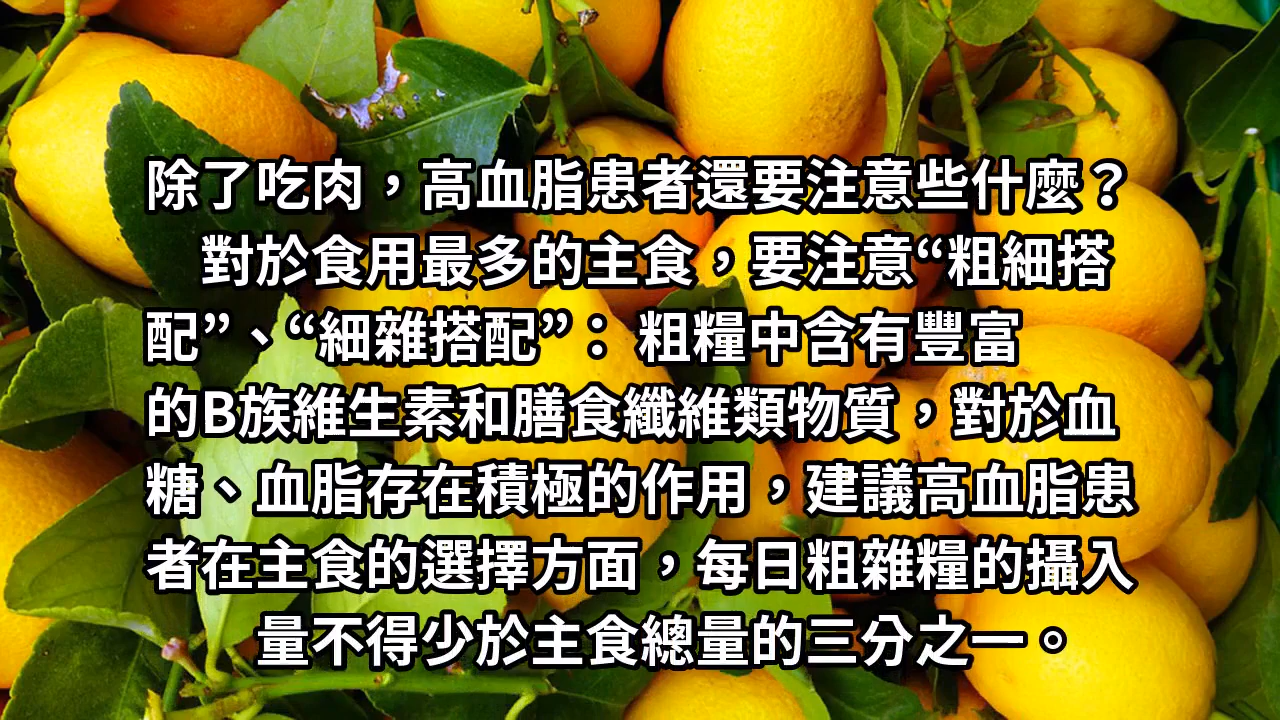 除了吃肉，高血脂患者還要注意些什麼？
對於食用最多的主食，要注意“粗細搭
配”、“細雜搭配”： 粗糧中含有豐富
的B族維生素和膳食纖維類物質，對於血
糖、血脂存在積極的作用，建議高血脂患
者在主食的選擇方面，每日粗雜糧的攝入
量不得少於主食總量的三分之一。